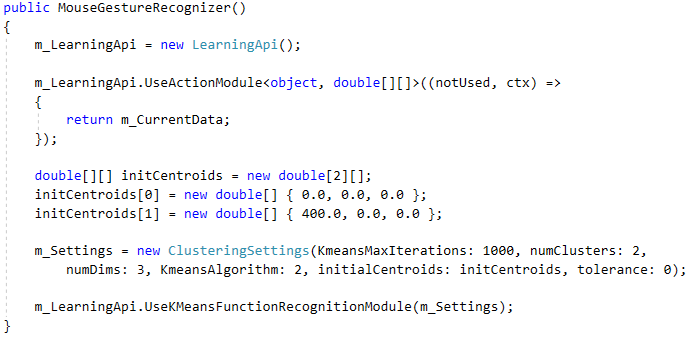 public MouseGestureRecognizer()
{
m_LearningApi = new LearningApi();
m_LearningApi.UseActionModule<object, double[][]>((notUsed, ctx) =>
{
return m_CurrentData;
});
double[][] initCentroids = new double[2][];
initCentroids[0] = new double[] { 0.0, 0.0, 0.0 };
initCentroids[1] = new double[] { 400.0, 0.0, 0.0 };
m_Settings = new ClusteringSettings(KmeansMaxIterations: 1000, numClusters: 2,
numDims: 3, KmeansAlgorithm: 2, initialCentroids: initCentroids, tolerance: 0);
m_LearningApi.UseKMeansFunctionRecognitionModule(m_Settings);
}